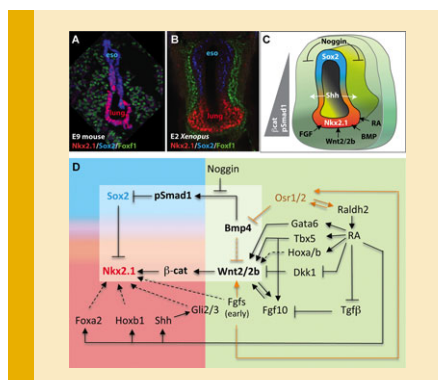 A
eso
lung
E9 mouse
Nkx2.1/Sox2/Foxf1
B
eso
lung
E2 Xenopus
Nkx2.1/Sox2/Foxf1
C
Noggin
Sox2
Shh
βcat
pSmad1
Nkx2.1
FGF
Wnt2/2b
BMP
RA
D
Noggin
Sox2
pSmad1
Osr1/2
Raldh2
Bmp4
Gata6
Tbx5
RA
Hoxa/b
Nkx2.1
β-cat
Wnt2/2b
Dkk1
Gli2/3
Fgfs
(early)
Fgf10
Tgfβ
Foxa2
Hoxb1
Shh